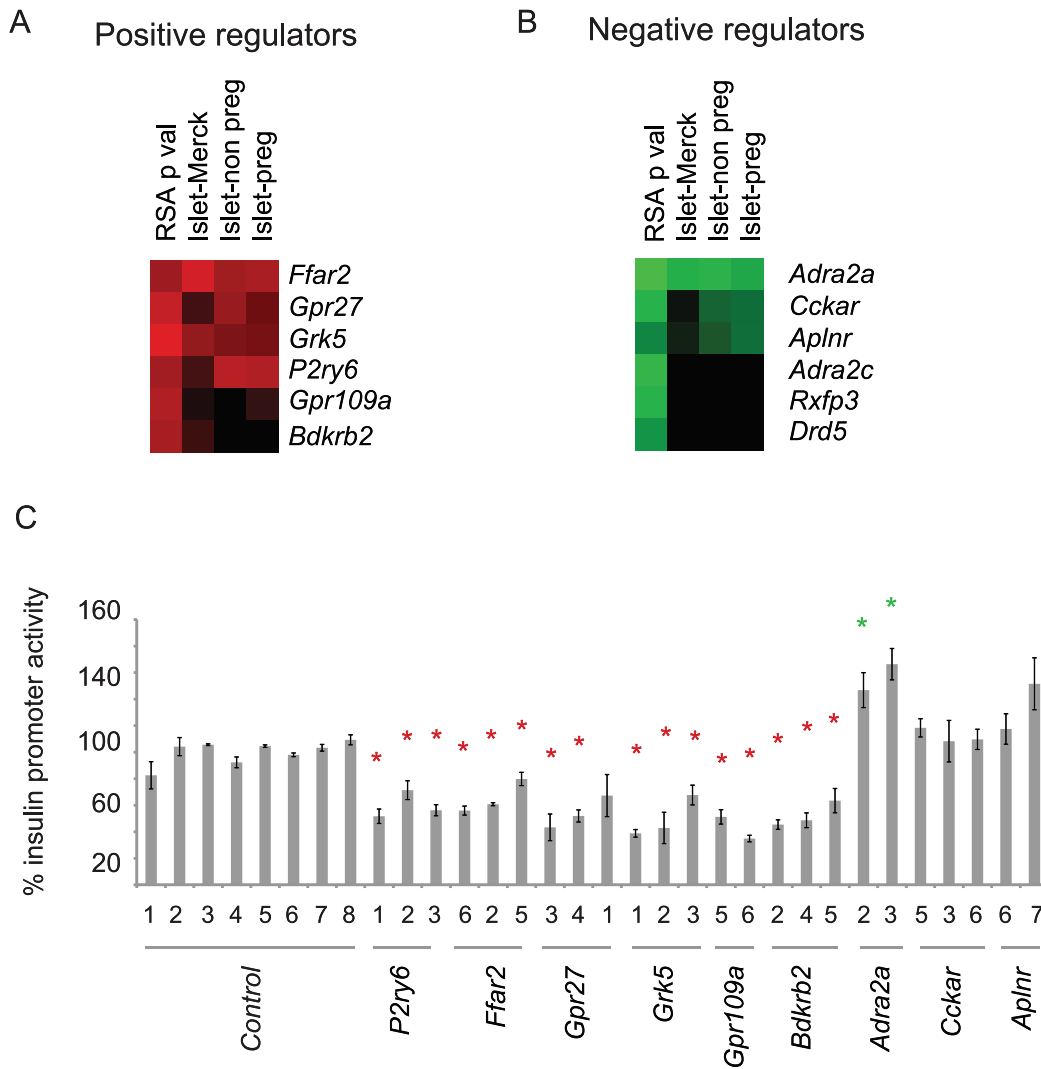 A
Positive regulators
RSA p val
Islet-Merck
Islet-non preg
Islet-preg
Ffar2
Gpr27
Grk5
P2ry6
Gpr109a
Bdkrb2
B
Negative regulators
RSA p val
Islet-Merck
Islet-non preg
Islet-preg
Adra2a
Cckar
Aplnr
Adra2c
Rxfp3
Drd5
C
% insulin promoter activity
160
140
100
60
20
* * * * * * * * * * * * * * * * * *
1 2 3 4 5 6 7 8 1 2 3 6 2 5 3 4 1 1 2 3 5 6 2 4 5 2 3 5 3 6 6 7
Control P2ry6 Ffar2 Gpr27 Grk5 Gpr109a Bdkrb2 Adra2a Cckar Aplnr